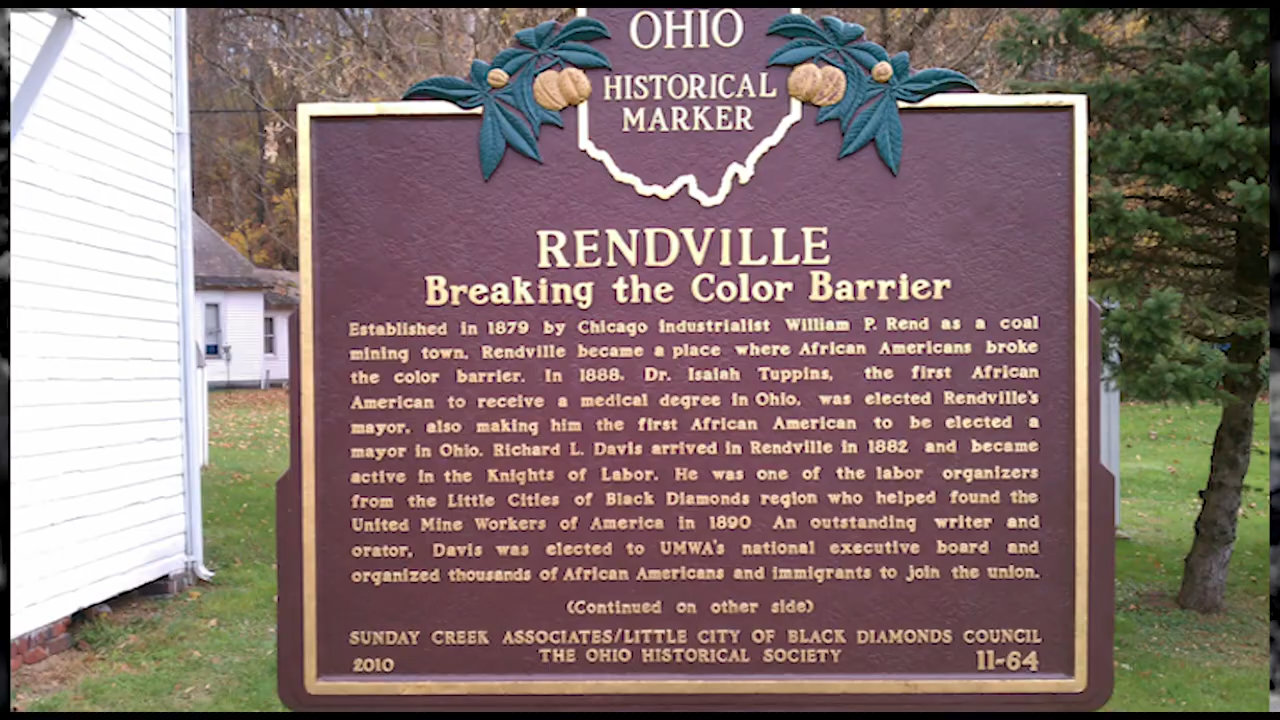 OHIO
HISTORICAL
MARKER
RENDVILLE
Breaking the Color Barrier
Established in 1879 by Chicago industrialist William P. Rend as a coal
mining town, Rendville became a place where African Americans broke
the color barrier. In 1888, Dr. Isaiah Tuppins, the first African
American to receive a medical degree in Ohio, was elected Rendville's
mayor, also making him the first African American to be elected a
mayor in Ohio. Richard L. Davis arrived in Rendville in 1882 and became
active in the Knights of Labor. He was one of the labor organizers
from the Little Cities of Black Diamonds region who helped found the
United Mine Workers of America in 1890 An outstanding writer and
orator, Davis was elected to UMWA's national executive board and
organized thousands of African Americans and immigrants to join the union.
(Continued on other side)
SUNDAY CREEK ASSOCIATES/LITTLE CITY OF BLACK DIAMONDS COUNCIL
THE OHIO HISTORICAL SOCIETY
2010 11-64